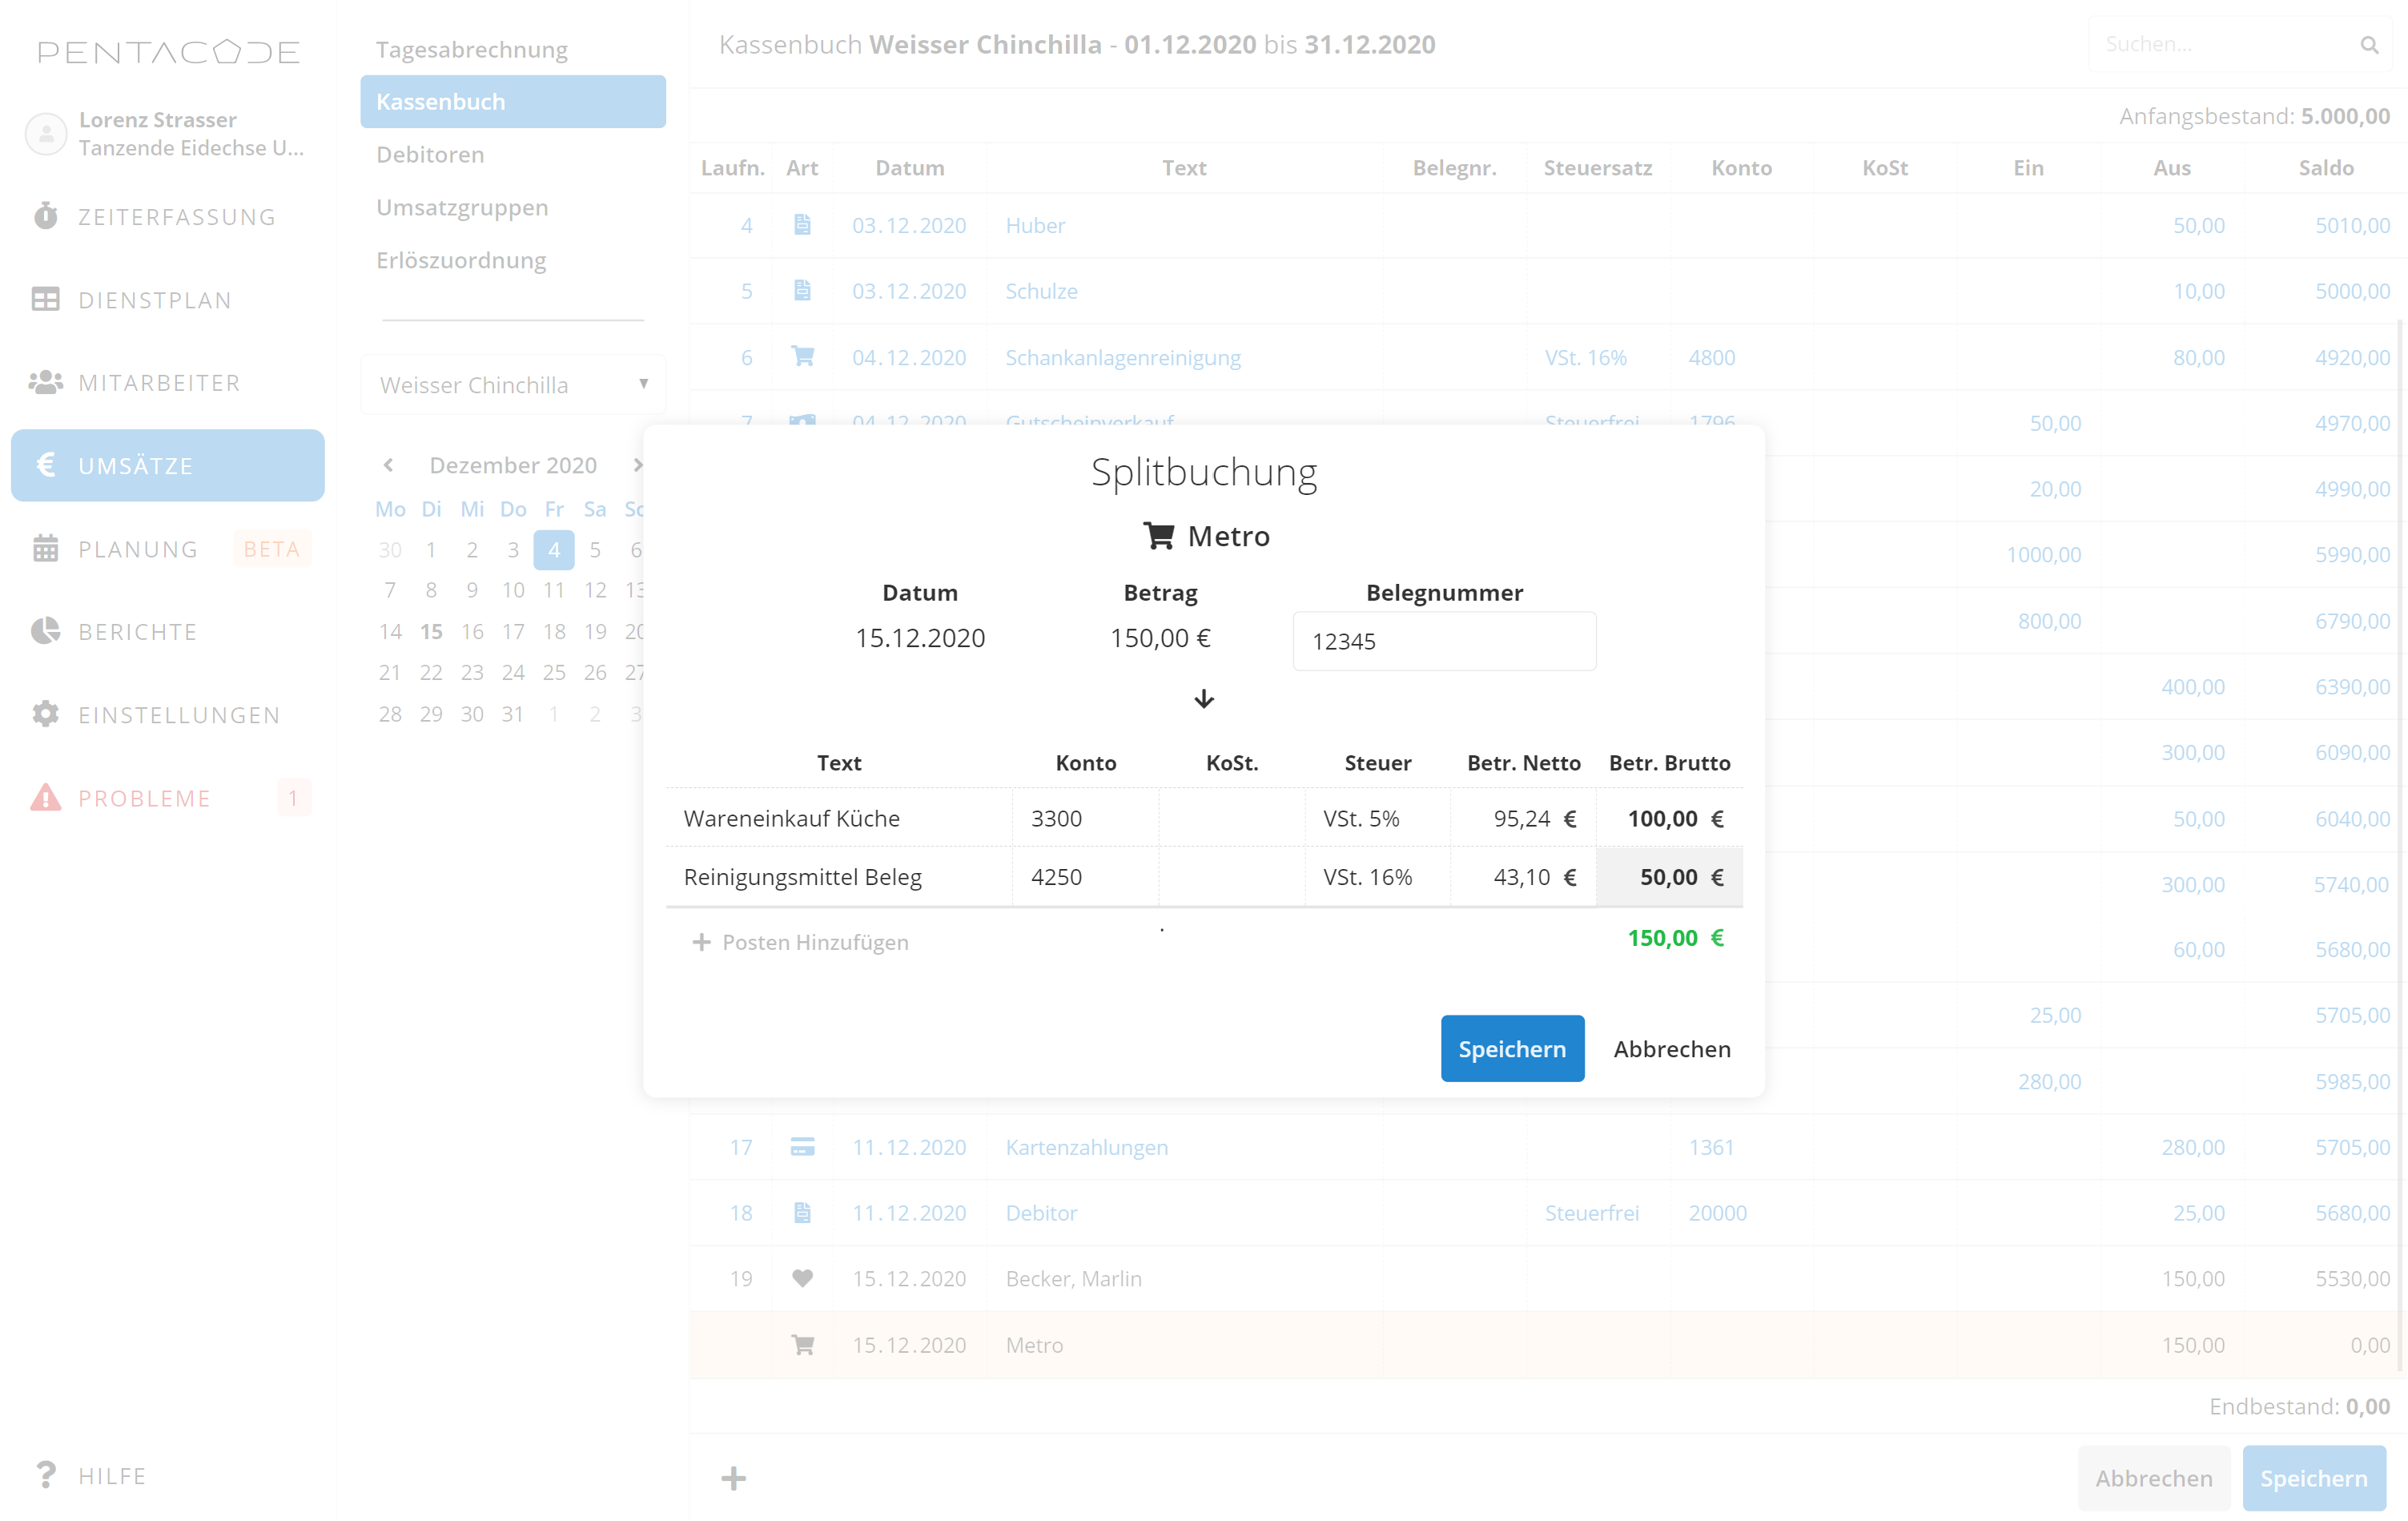 PENTACODE
Lorenz Strasser
Tanzende Eidechse U...
ZEITERFASSUNG
DIENSTPLAN
MITARBEITER
€ UMSÄTZE
PLANUNG BETA
BERICHTE
EINSTELLUNGEN
PROBLEME 1
? HILFE
Tagesabrechnung
Kassenbuch
Debitoren
Umsatzgruppen
Erlöszuordnung
Weisser Chinchilla ▼
Dezember 2020
Mo Di Mi Do Fr Sa
30 1 2 3 4 5 6
7 8 9 10 11 12 13
14 15 16 17 18 19 20
21 22 23 24 25 26 27
28 29 30 31 1 2 3
Kassenbuch Weisser Chinchilla - 01.12.2020 bis 31.12.2020
Suchen...
Anfangsbestand: 5.000,00
Laufn. Art Datum Text Belegnr. Steuersatz Konto KoSt Ein Aus Saldo
4 03.12.2020 Huber 50,00 5010,00
5 03.12.2020 Schulze 10,00 5000,00
6 04.12.2020 Schankanlagenreinigung VSt. 16% 4800 80,00 4920,00
7 04.12.2020 Gutscheinverkauf Steuerfrei 1796 50,00 4970,00
20,00 4990,00
1000,00 5990,00
800,00 6790,00
400,00 6390,00
300,00 6090,00
50,00 6040,00
300,00 5740,00
60,00 5680,00
25,00 5705,00
280,00 5985,00
17 11.12.2020 Kartenzahlungen 1361 280,00 5705,00
18 11.12.2020 Debitor Steuerfrei 20000 25,00 5680,00
19 15.12.2020 Becker, Marlin 150,00 5530,00
15.12.2020 Metro 150,00 0,00
Endbestand: 0,00
+ Abbrechen Speichern
Splitbuchung
Metro
Datum Betrag Belegnummer
15.12.2020 150,00 € 12345
Text Konto KoSt. Steuer Betr. Netto Betr. Brutto
Wareneinkauf Küche 3300 VSt. 5% 95,24 € 100,00 €
Reinigungsmittel Beleg 4250 VSt. 16% 43,10 € 50,00 €
+ Posten Hinzufügen . 150,00 €
Speichern Abbrechen